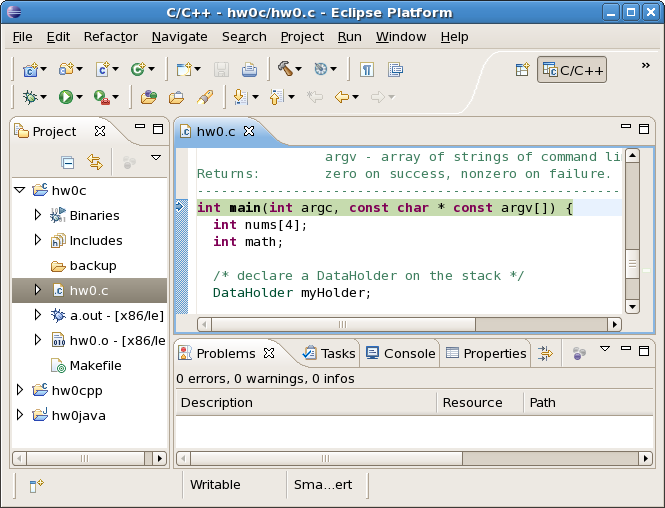 C/C++ - hw0c/hw0.c - Eclipse Platform
File Edit Refactor Navigate Search Project Run Window Help
C/C++ »
Project
hw0.c
hw0c
Binaries
Includes
backup
hw0.c
a.out - [x86/le]
hw0.o - [x86/le
Makefile
hw0cpp
hw0java
argv - array of strings of command li
Returns: zero on success, nonzero on failure.
int main(int argc, const char * const argv[]) {
int nums[4];
int math;
/* declare a DataHolder on the stack */
DataHolder myHolder;
Problems Tasks Console Properties
0 errors, 0 warnings, 0 infos
Description Resource Path
Writable Sma...ert